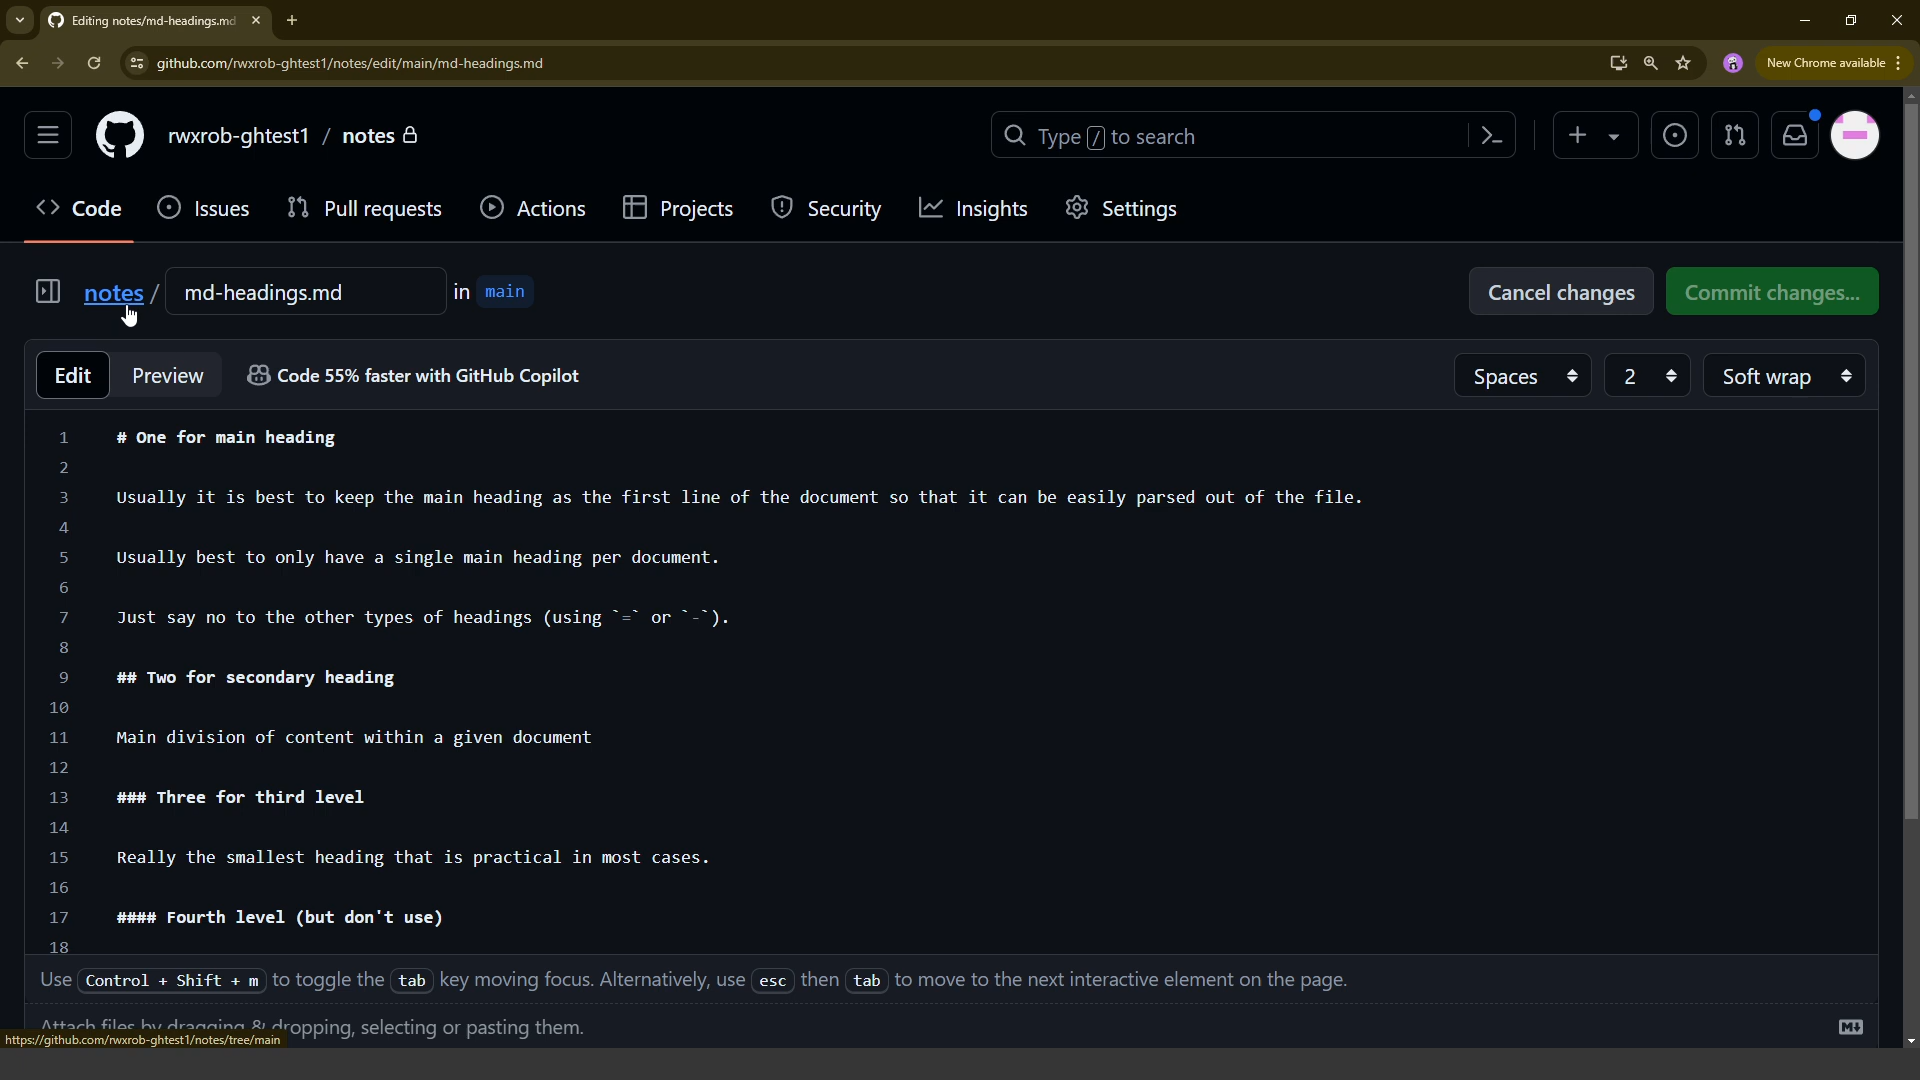 Editing notes/md-headings.md
github.com/rwxrob-ghtest1/notes/edit/main/md-headings.md
New Chrome available
rwxrob-ghtest1 / notes
Type / to search
Code Issues Pull requests Actions Projects Security Insights Settings
notes / md-headings.md in main
Cancel changes Commit changes...
Edit Preview Code 55% faster with GitHub Copilot
Spaces 2 Soft wrap
1 # One for main heading
2
3 Usually it is best to keep the main heading as the first line of the document so that it can be easily parsed out of the file.
4
5 Usually best to only have a single main heading per document.
6
7 Just say no to the other types of headings (using `=` or `-`).
8
9 ## Two for secondary heading
10
11 Main division of content within a given document
12
13 ### Three for third level
14
15 Really the smallest heading that is practical in most cases.
16
17 #### Fourth level (but don't use)
18
Use Control + Shift + m to toggle the tab key moving focus. Alternatively, use esc then tab to move to the next interactive element on the page.
Attach files by dragging & dropping, selecting or pasting them.
https://github.com/rwxrob-ghtest1/notes/tree/main